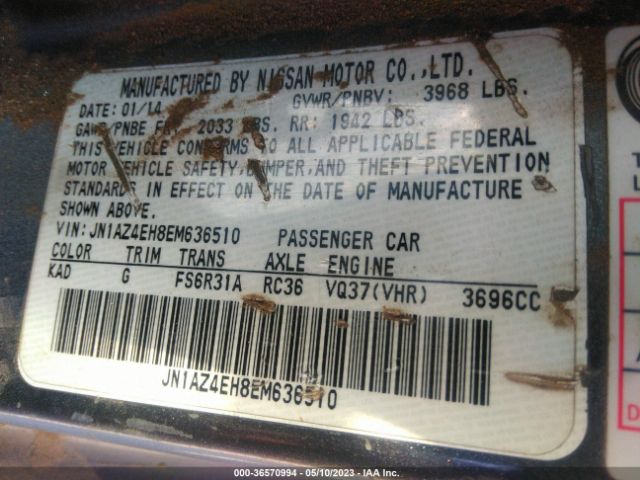 MANUFACTURED BY NISSAN MOTOR CO.,LTD.
DATE: 01/14 GVWR/PNBV: 3968 LBS.
GAWR/PNBE FR. 2033 LBS. RR: 1942 LBS.
THIS VEHICLE CONFORMS TO ALL APPLICABLE FEDERAL
MOTOR VEHICLE SAFETY, BUMPER, AND THEFT PREVENTION
STANDARDS IN EFFECT ON THE DATE OF MANUFACTURE
SHOWN ABOVE.
VIN: JN1AZ4EH8EM636510 PASSENGER CAR
COLOR TRIM TRANS AXLE ENGINE
KAD G FS6R31A RC36 VQ37(VHR) 3696CC
JN1AZ4EH8EM636510
000-36570994 - 05/10/2023 - IAA Inc.